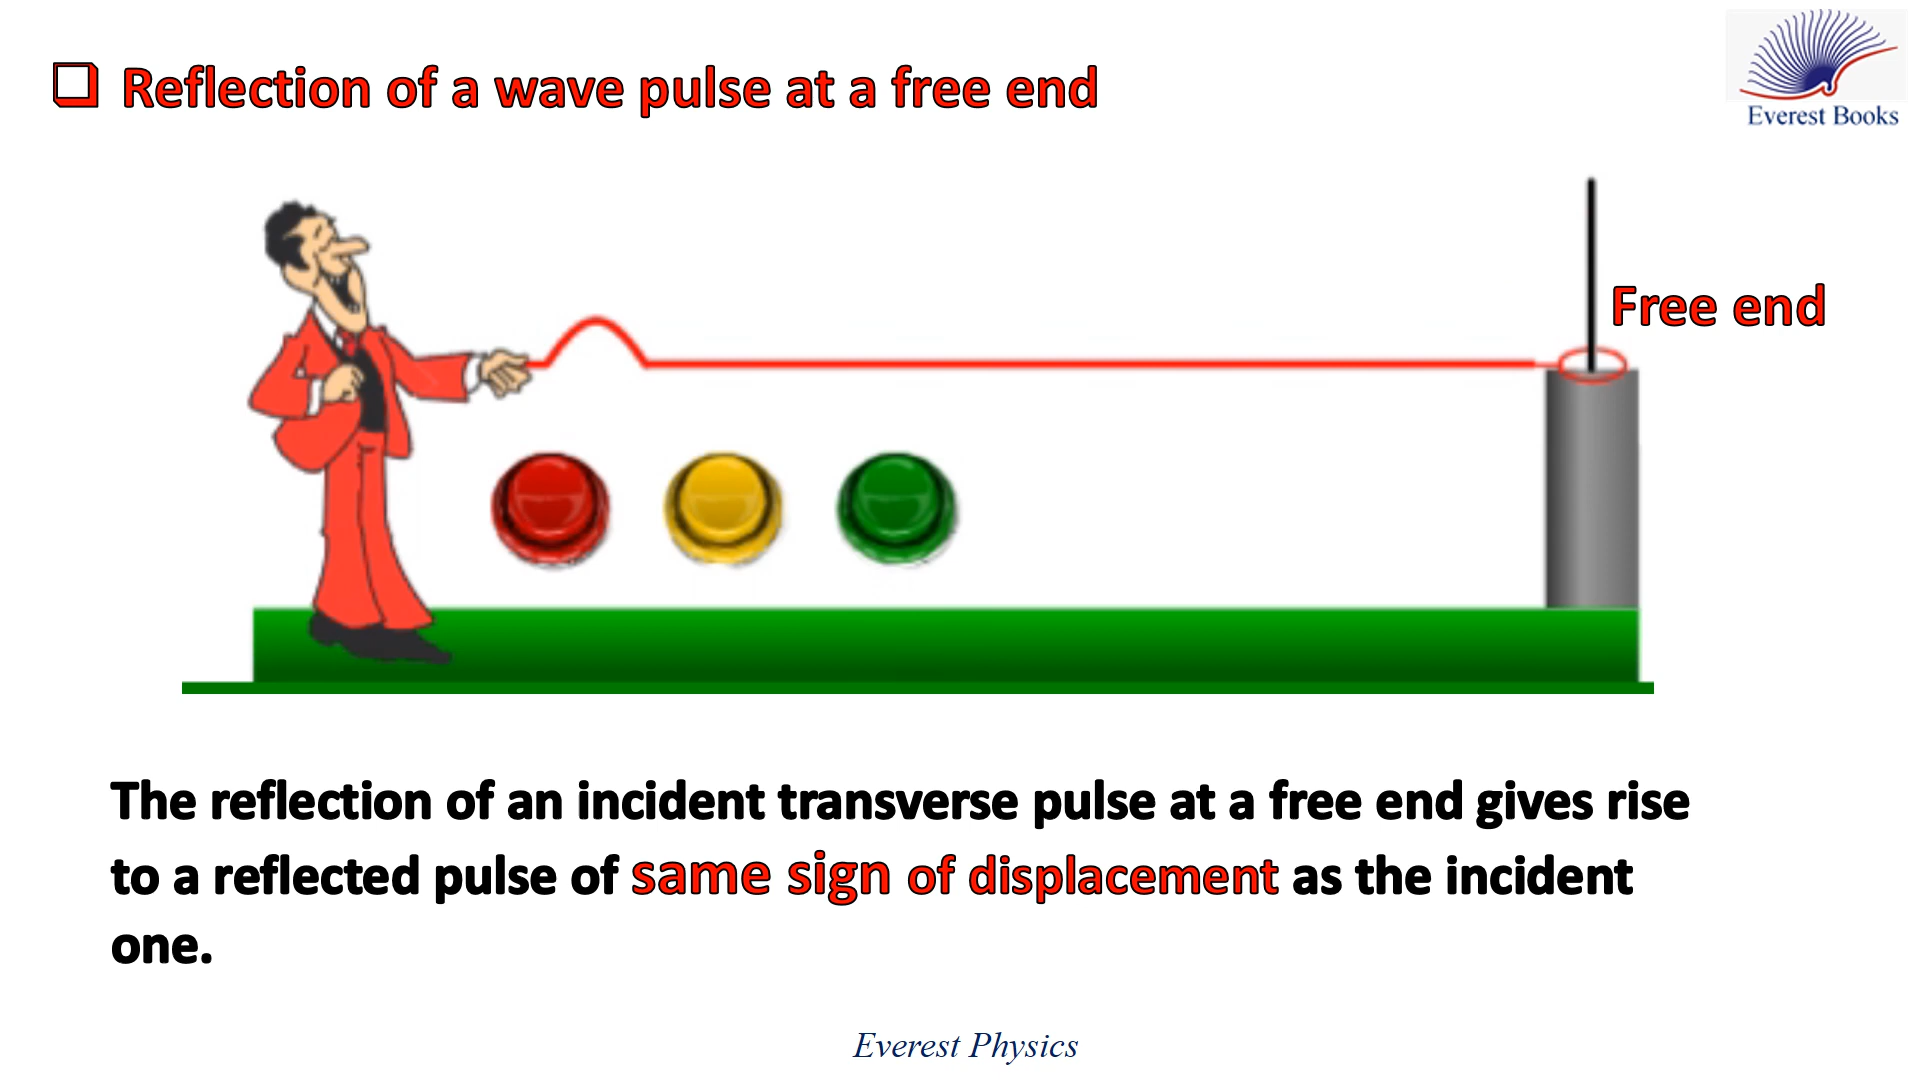 Reflection of a wave pulse at a free end
Everest Books
Free end
The reflection of an incident transverse pulse at a free end gives rise
to a reflected pulse of same sign of displacement as the incident
one.
Everest Physics